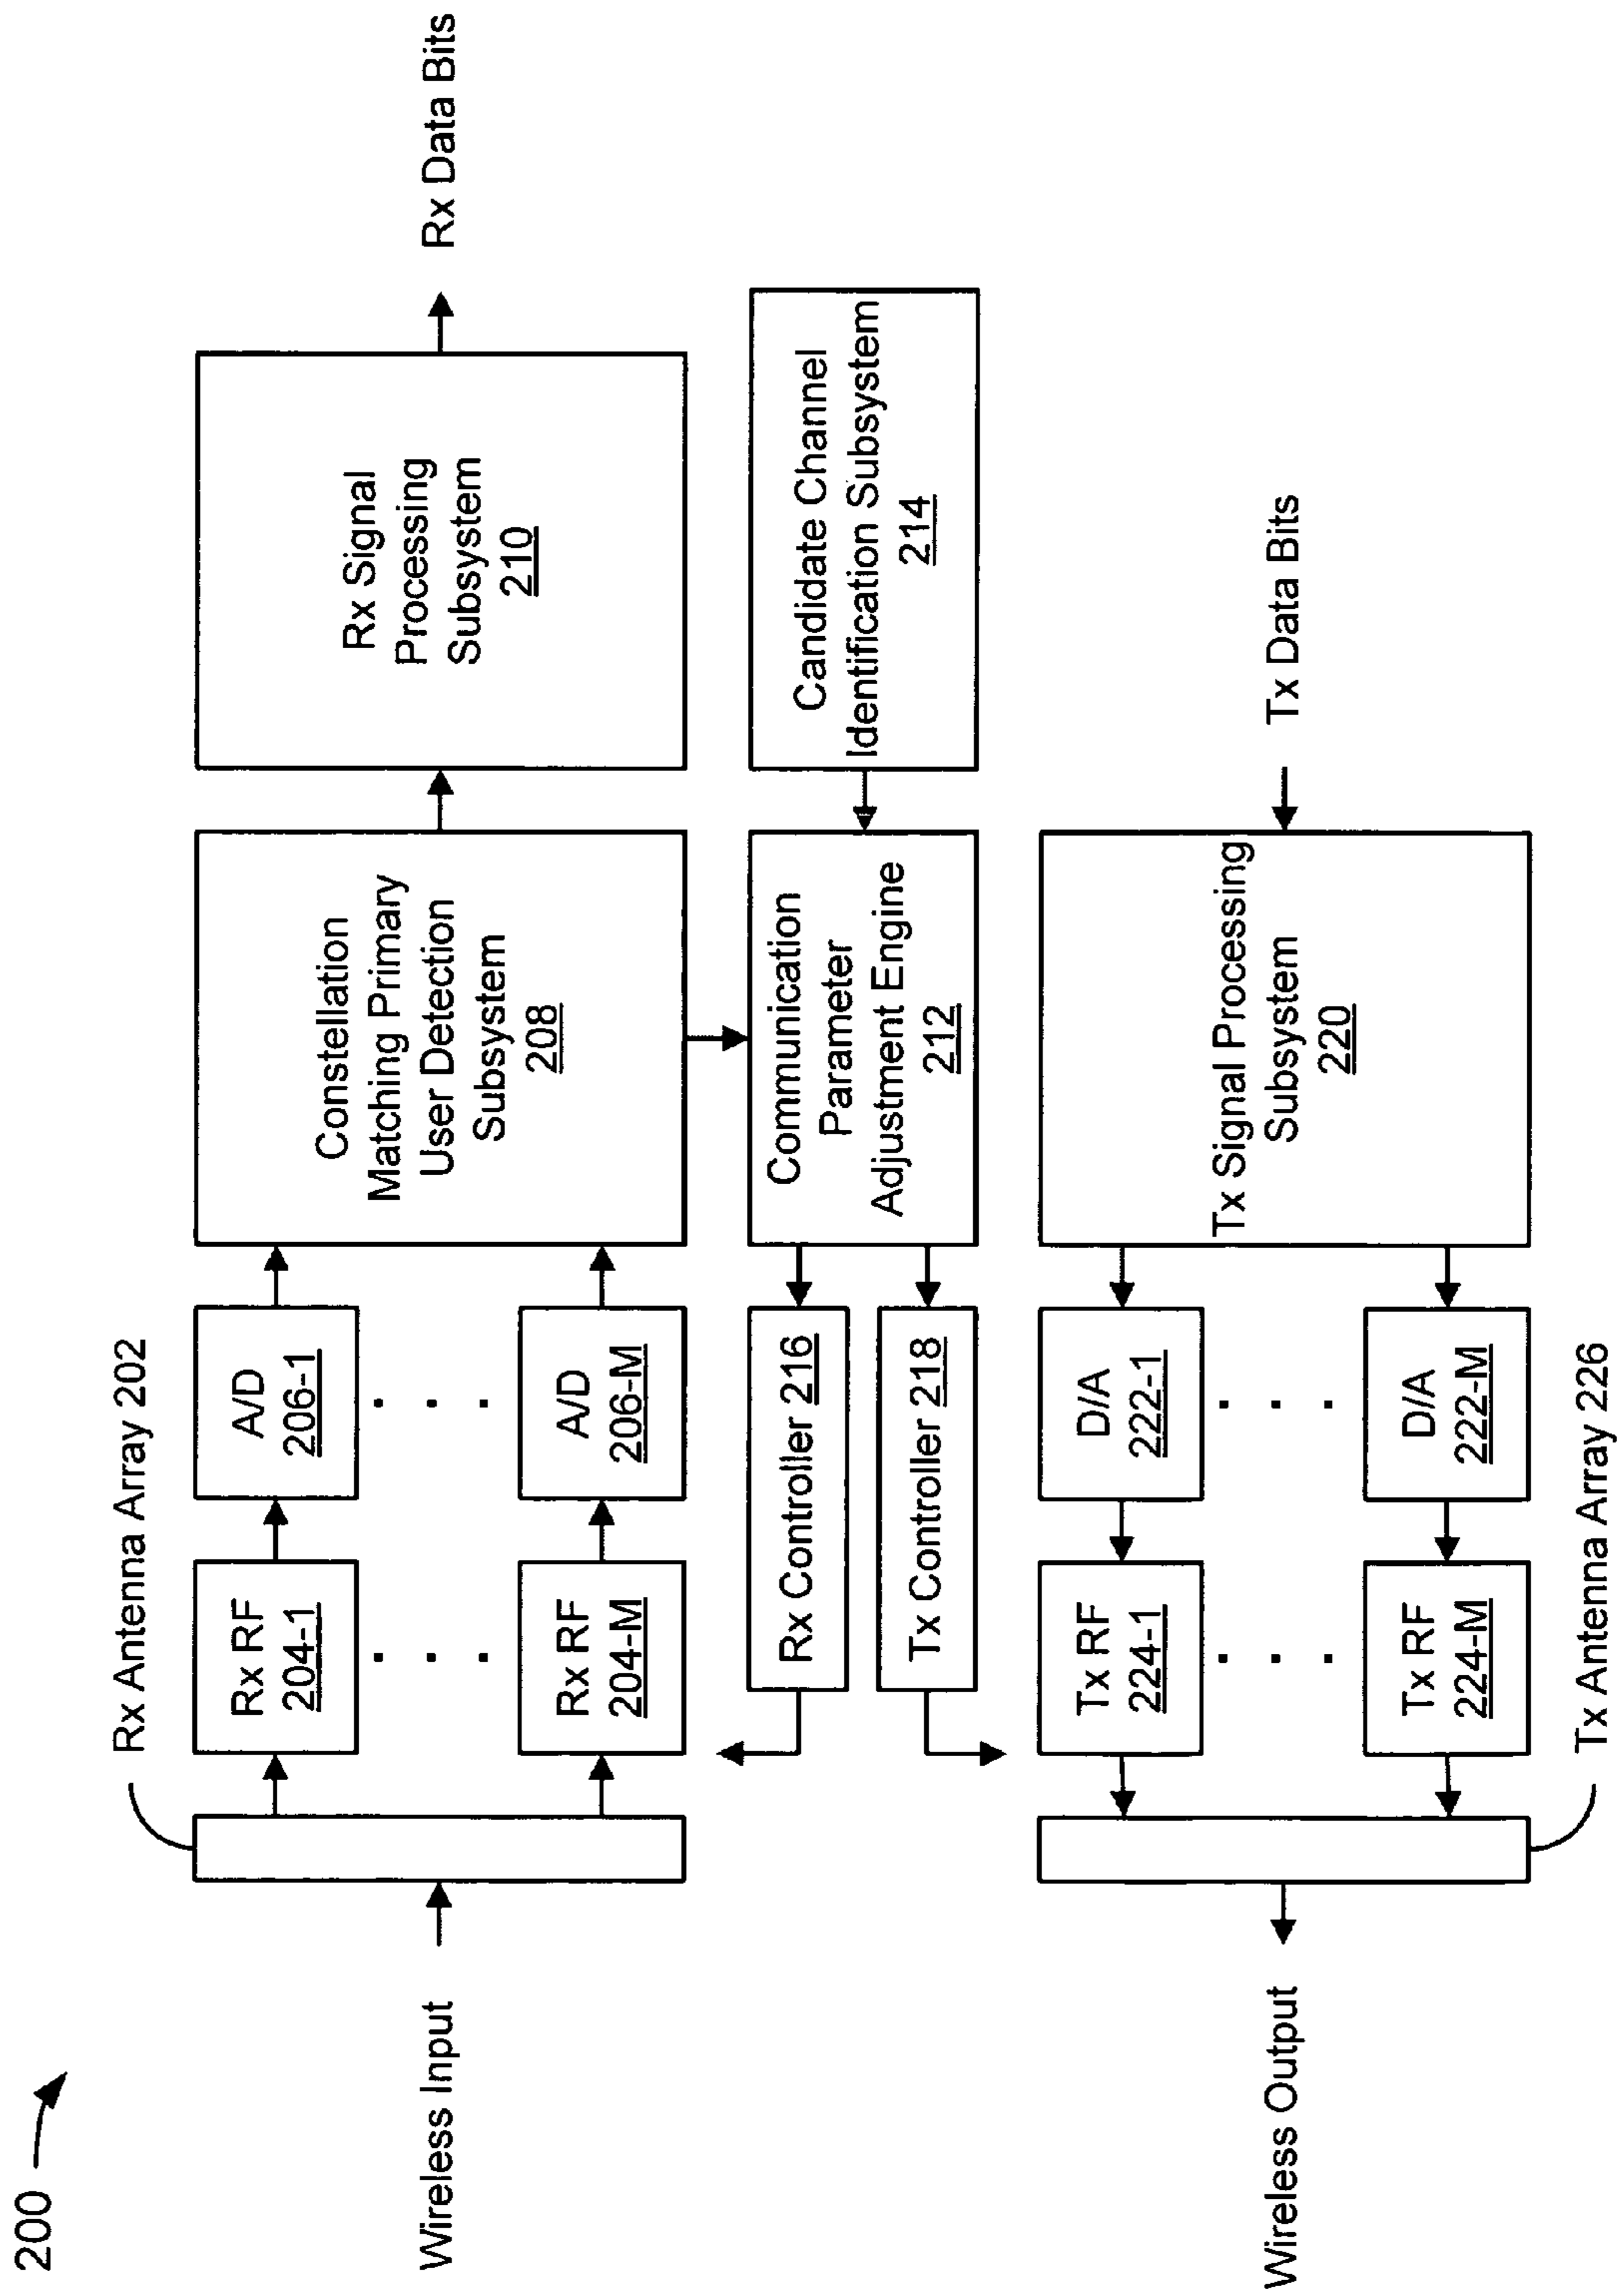 200
Rx Antenna Array 202
Wireless Input
Rx RF
204-1
. . .
Rx RF
204-M
A/D
206-1
. . .
A/D
206-M
Constellation
Matching Primary
User Detection
Subsystem
208
Rx Signal
Processing
Subsystem
210
Rx Data Bits
Rx Controller 216
Tx Controller 218
Communication
Parameter
Adjustment Engine
212
Candidate Channel
Identification Subsystem
214
Wireless Output
Tx RF
224-1
. . .
Tx RF
224-M
D/A
222-1
. . .
D/A
222-M
Tx Signal Processing
Subsystem
220
Tx Data Bits
Tx Antenna Array 226